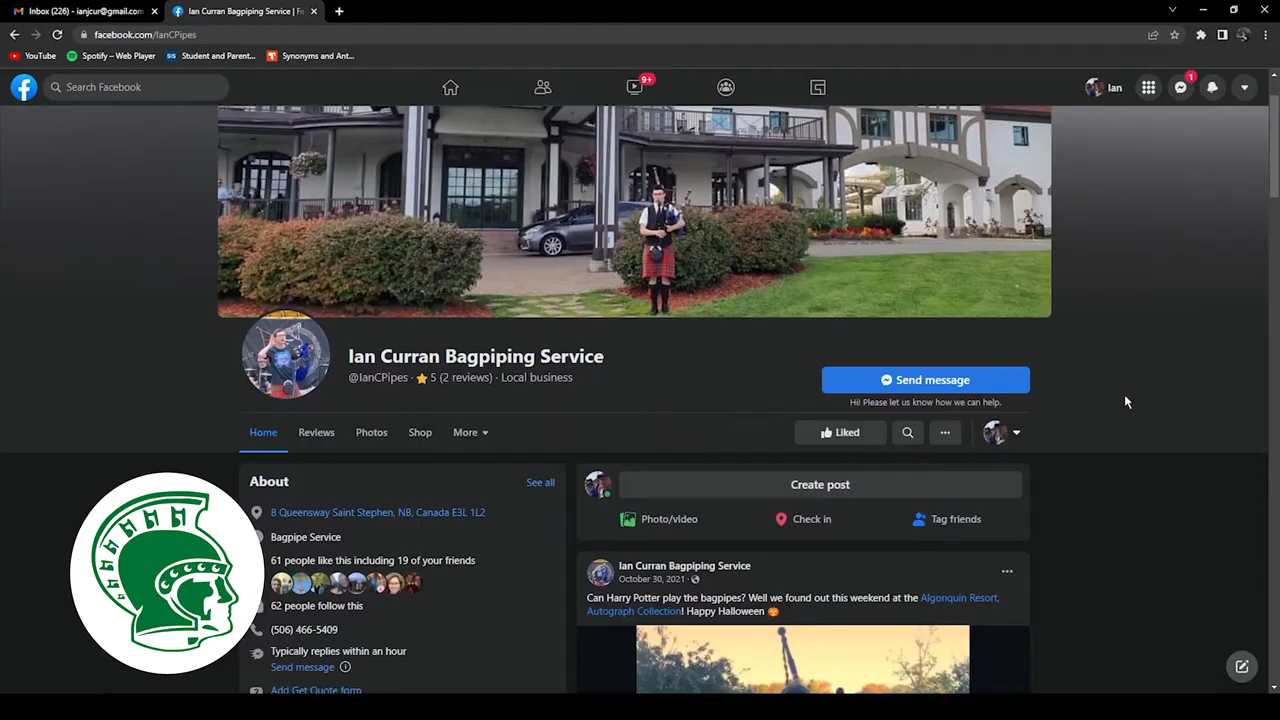 Inbox (226) - ianjcur@gmail.com
Ian Curran Bagpiping Service | Fa
facebook.com/IanCPipes
YouTube
Spotify – Web Player
SIS
Student and Parent...
T
Synonyms and Ant...
Search Facebook
9+
Ian
1
Ian Curran Bagpiping Service
@IanCPipes · 5 (2 reviews) · Local business
Send message
Hi! Please let us know how we can help.
Home
Reviews
Photos
Shop
More
Liked
About
See all
8 Queensway Saint Stephen, NB, Canada E3L 1L2
Bagpipe Service
61 people like this including 19 of your friends
62 people follow this
(506) 466-5409
Typically replies within an hour
Send message
Add Get Quote form
Create post
Photo/video
Check in
Tag friends
Ian Curran Bagpiping Service
October 30, 2021 ·
Can Harry Potter play the bagpipes? Well we found out this weekend at the Algonquin Resort,
Autograph Collection! Happy Halloween